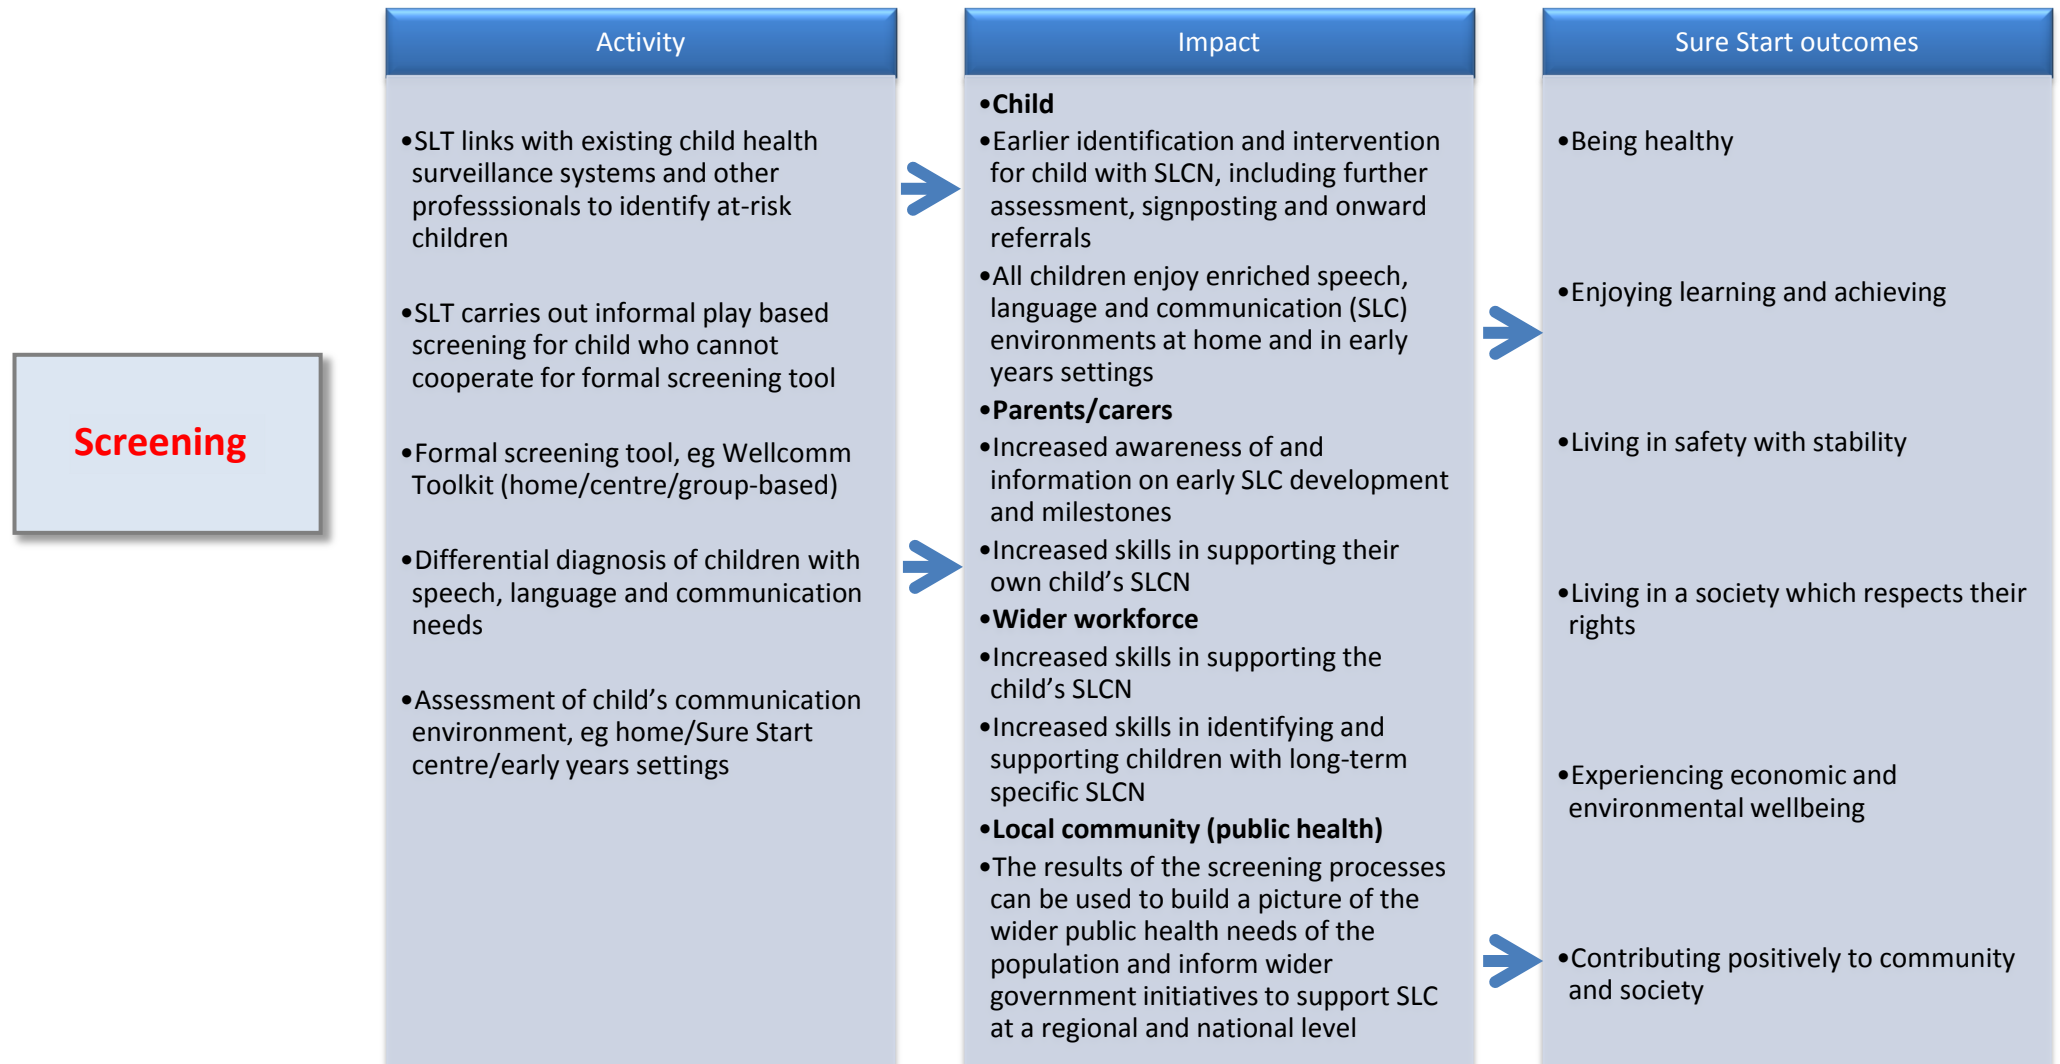 Screening
Activity
•SLT links with existing child health
surveillance systems and other
professsionals to identify at-risk
children
•SLT carries out informal play based
screening for child who cannot
cooperate for formal screening tool
•Formal screening tool, eg Wellcomm
Toolkit (home/centre/group-based)
•Differential diagnosis of children with
speech, language and communication
needs
•Assessment of child’s communication
environment, eg home/Sure Start
centre/early years settings
Impact
•Child
•Earlier identification and intervention
for child with SLCN, including further
assessment, signposting and onward
referrals
•All children enjoy enriched speech,
language and communication (SLC)
environments at home and in early
years settings
•Parents/carers
•Increased awareness of and
information on early SLC development
and milestones
•Increased skills in supporting their
own child’s SLCN
•Wider workforce
•Increased skills in supporting the
child’s SLCN
•Increased skills in identifying and
supporting children with long-term
specific SLCN
•Local community (public health)
•The results of the screening processes
can be used to build a picture of the
wider public health needs of the
population and inform wider
government initiatives to support SLC
at a regional and national level
Sure Start outcomes
•Being healthy
•Enjoying learning and achieving
•Living in safety with stability
•Living in a society which respects their
rights
•Experiencing economic and
environmental wellbeing
•Contributing positively to community
and society